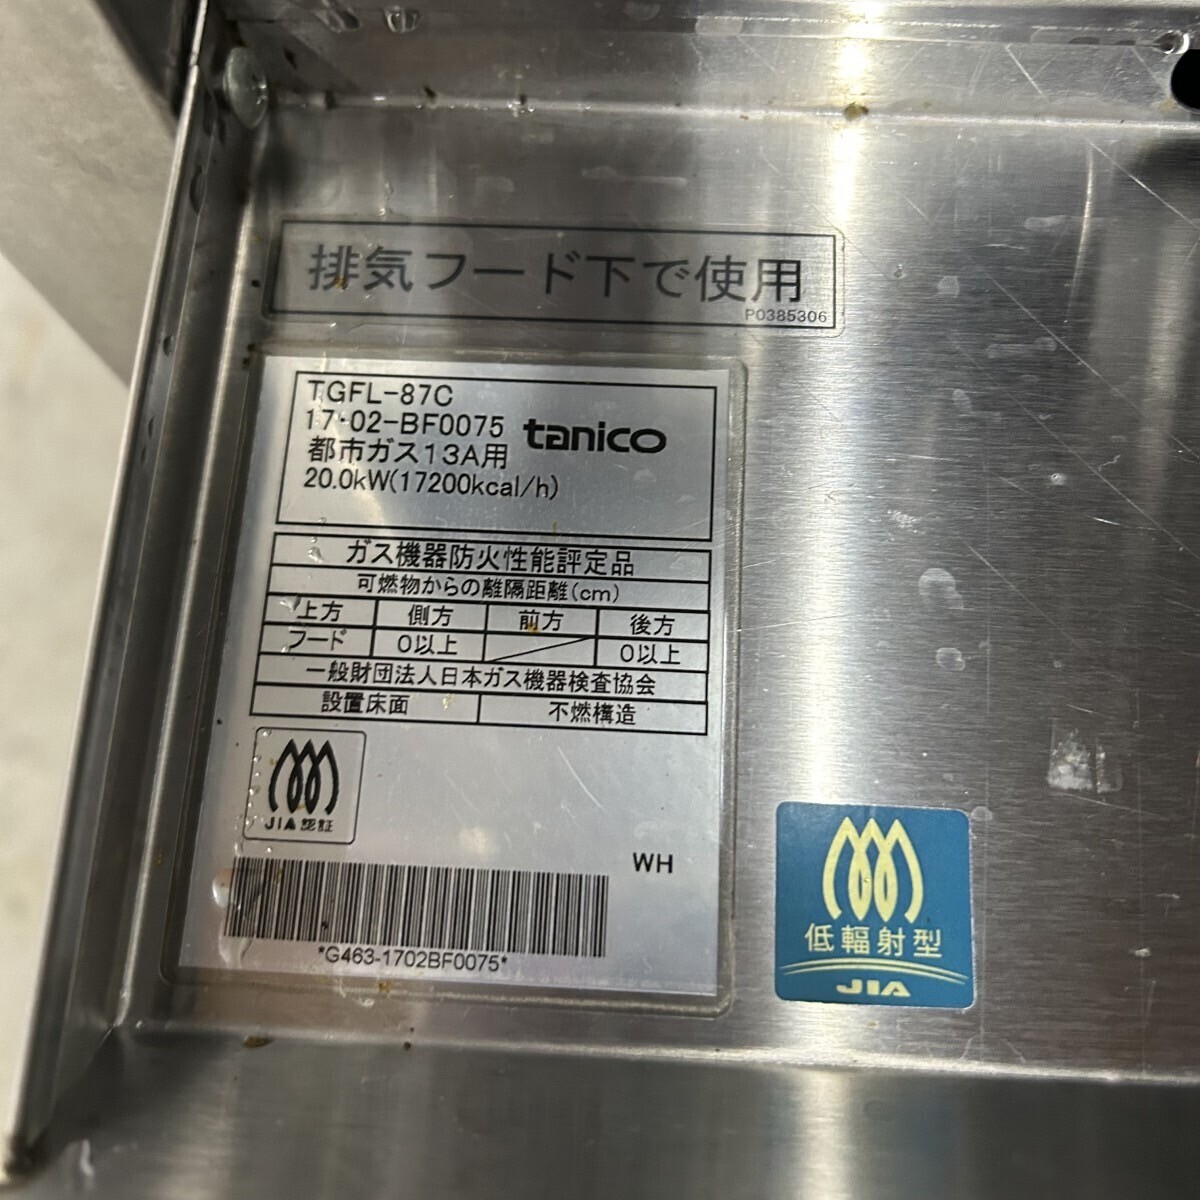 排気フード下で使用
P0385306
TGFL-87C
17・02-BF0075
tanico
都市ガス13A用
20.0kW(17200kcal/h)
ガス機器防火性能評定品
可燃物からの離隔距離(cm)
上方 側方 前方 後方
フード 0以上 0以上
一般財団法人日本ガス機器検査協会
設置床面 不燃構造
JIA 認証
WH
*G463-1702BF0075*
低輻射型
JIA